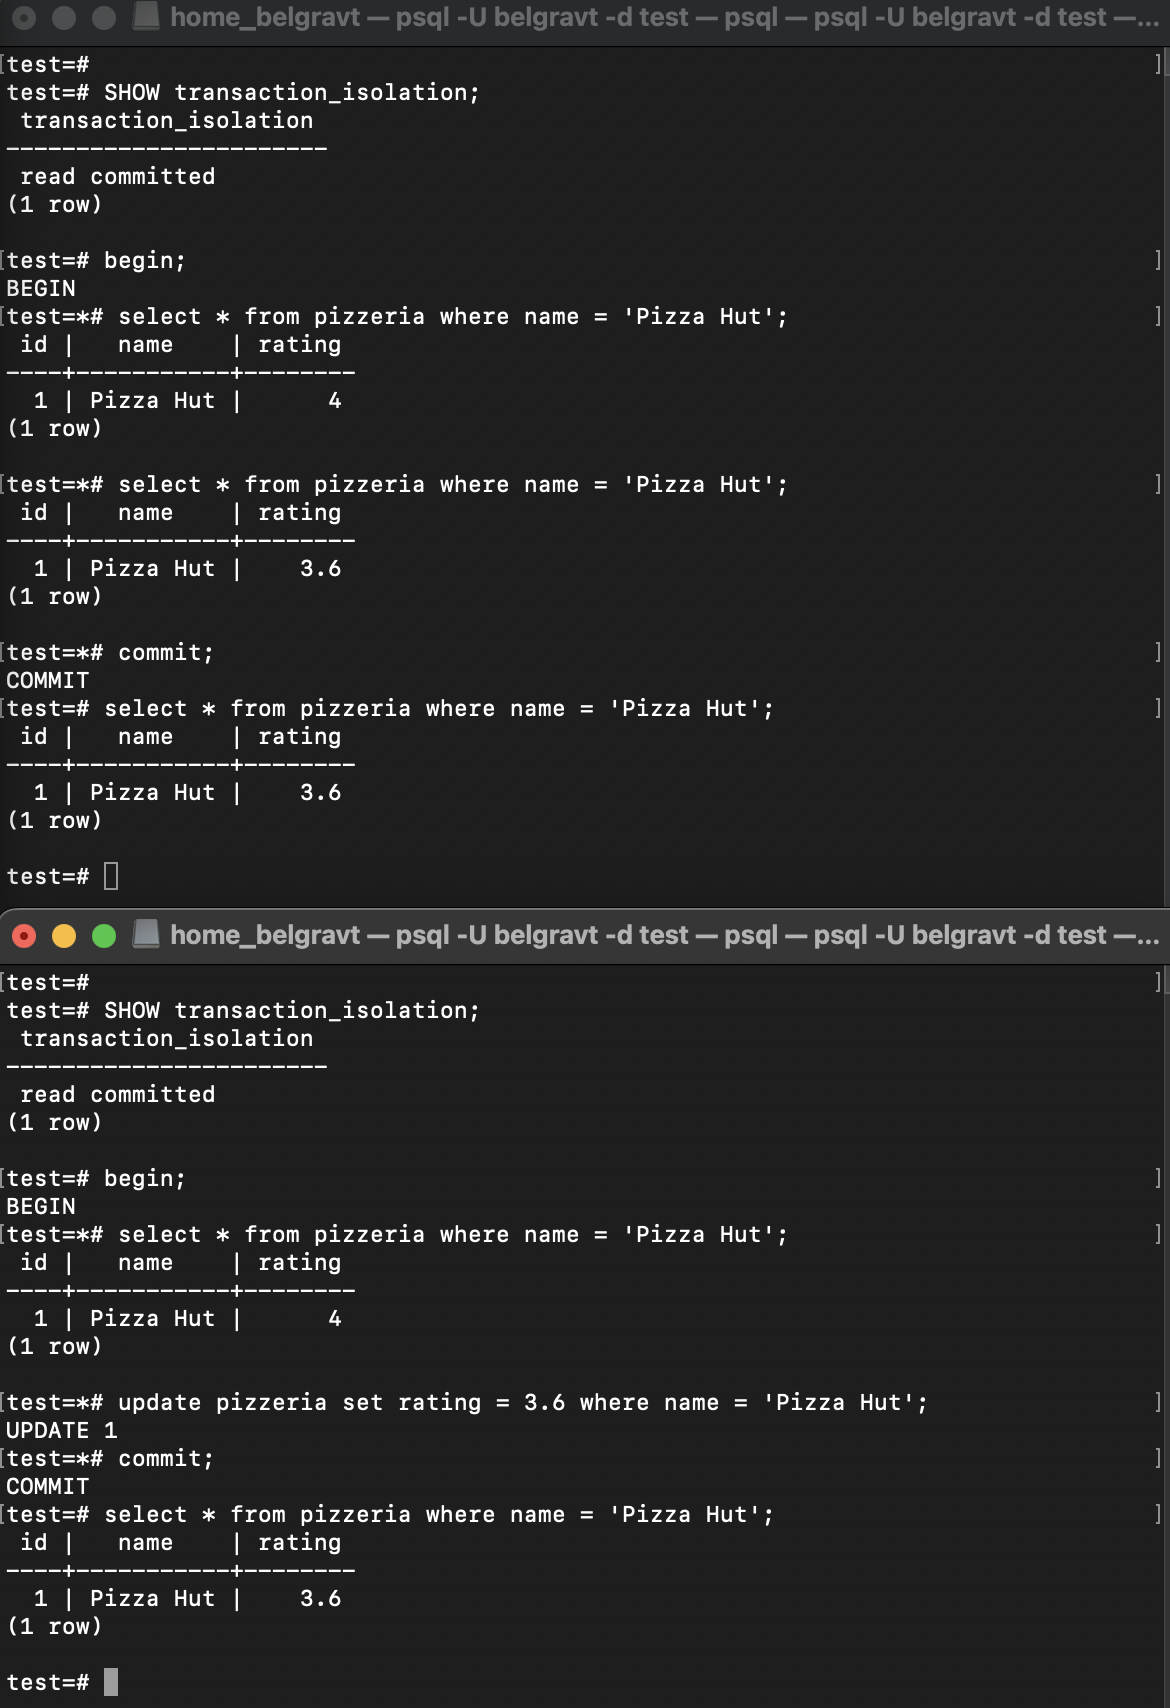 home_belgravt — psql -U belgravt -d test — psql — psql -U belgravt -d test —...
test=#
test=# SHOW transaction_isolation;
 transaction_isolation
-----------------------
 read committed
(1 row)

test=# begin;
BEGIN
test=*# select * from pizzeria where name = 'Pizza Hut';
 id |   name    | rating
----+-----------+--------
  1 | Pizza Hut |      4
(1 row)

test=*# select * from pizzeria where name = 'Pizza Hut';
 id |   name    | rating
----+-----------+--------
  1 | Pizza Hut |    3.6
(1 row)

test=*# commit;
COMMIT
test=# select * from pizzeria where name = 'Pizza Hut';
 id |   name    | rating
----+-----------+--------
  1 | Pizza Hut |    3.6
(1 row)

test=#
home_belgravt — psql -U belgravt -d test — psql — psql -U belgravt -d test —...
test=#
test=# SHOW transaction_isolation;
 transaction_isolation
-----------------------
 read committed
(1 row)

test=# begin;
BEGIN
test=*# select * from pizzeria where name = 'Pizza Hut';
 id |   name    | rating
----+-----------+--------
  1 | Pizza Hut |      4
(1 row)

test=*# update pizzeria set rating = 3.6 where name = 'Pizza Hut';
UPDATE 1
test=*# commit;
COMMIT
test=# select * from pizzeria where name = 'Pizza Hut';
 id |   name    | rating
----+-----------+--------
  1 | Pizza Hut |    3.6
(1 row)

test=#